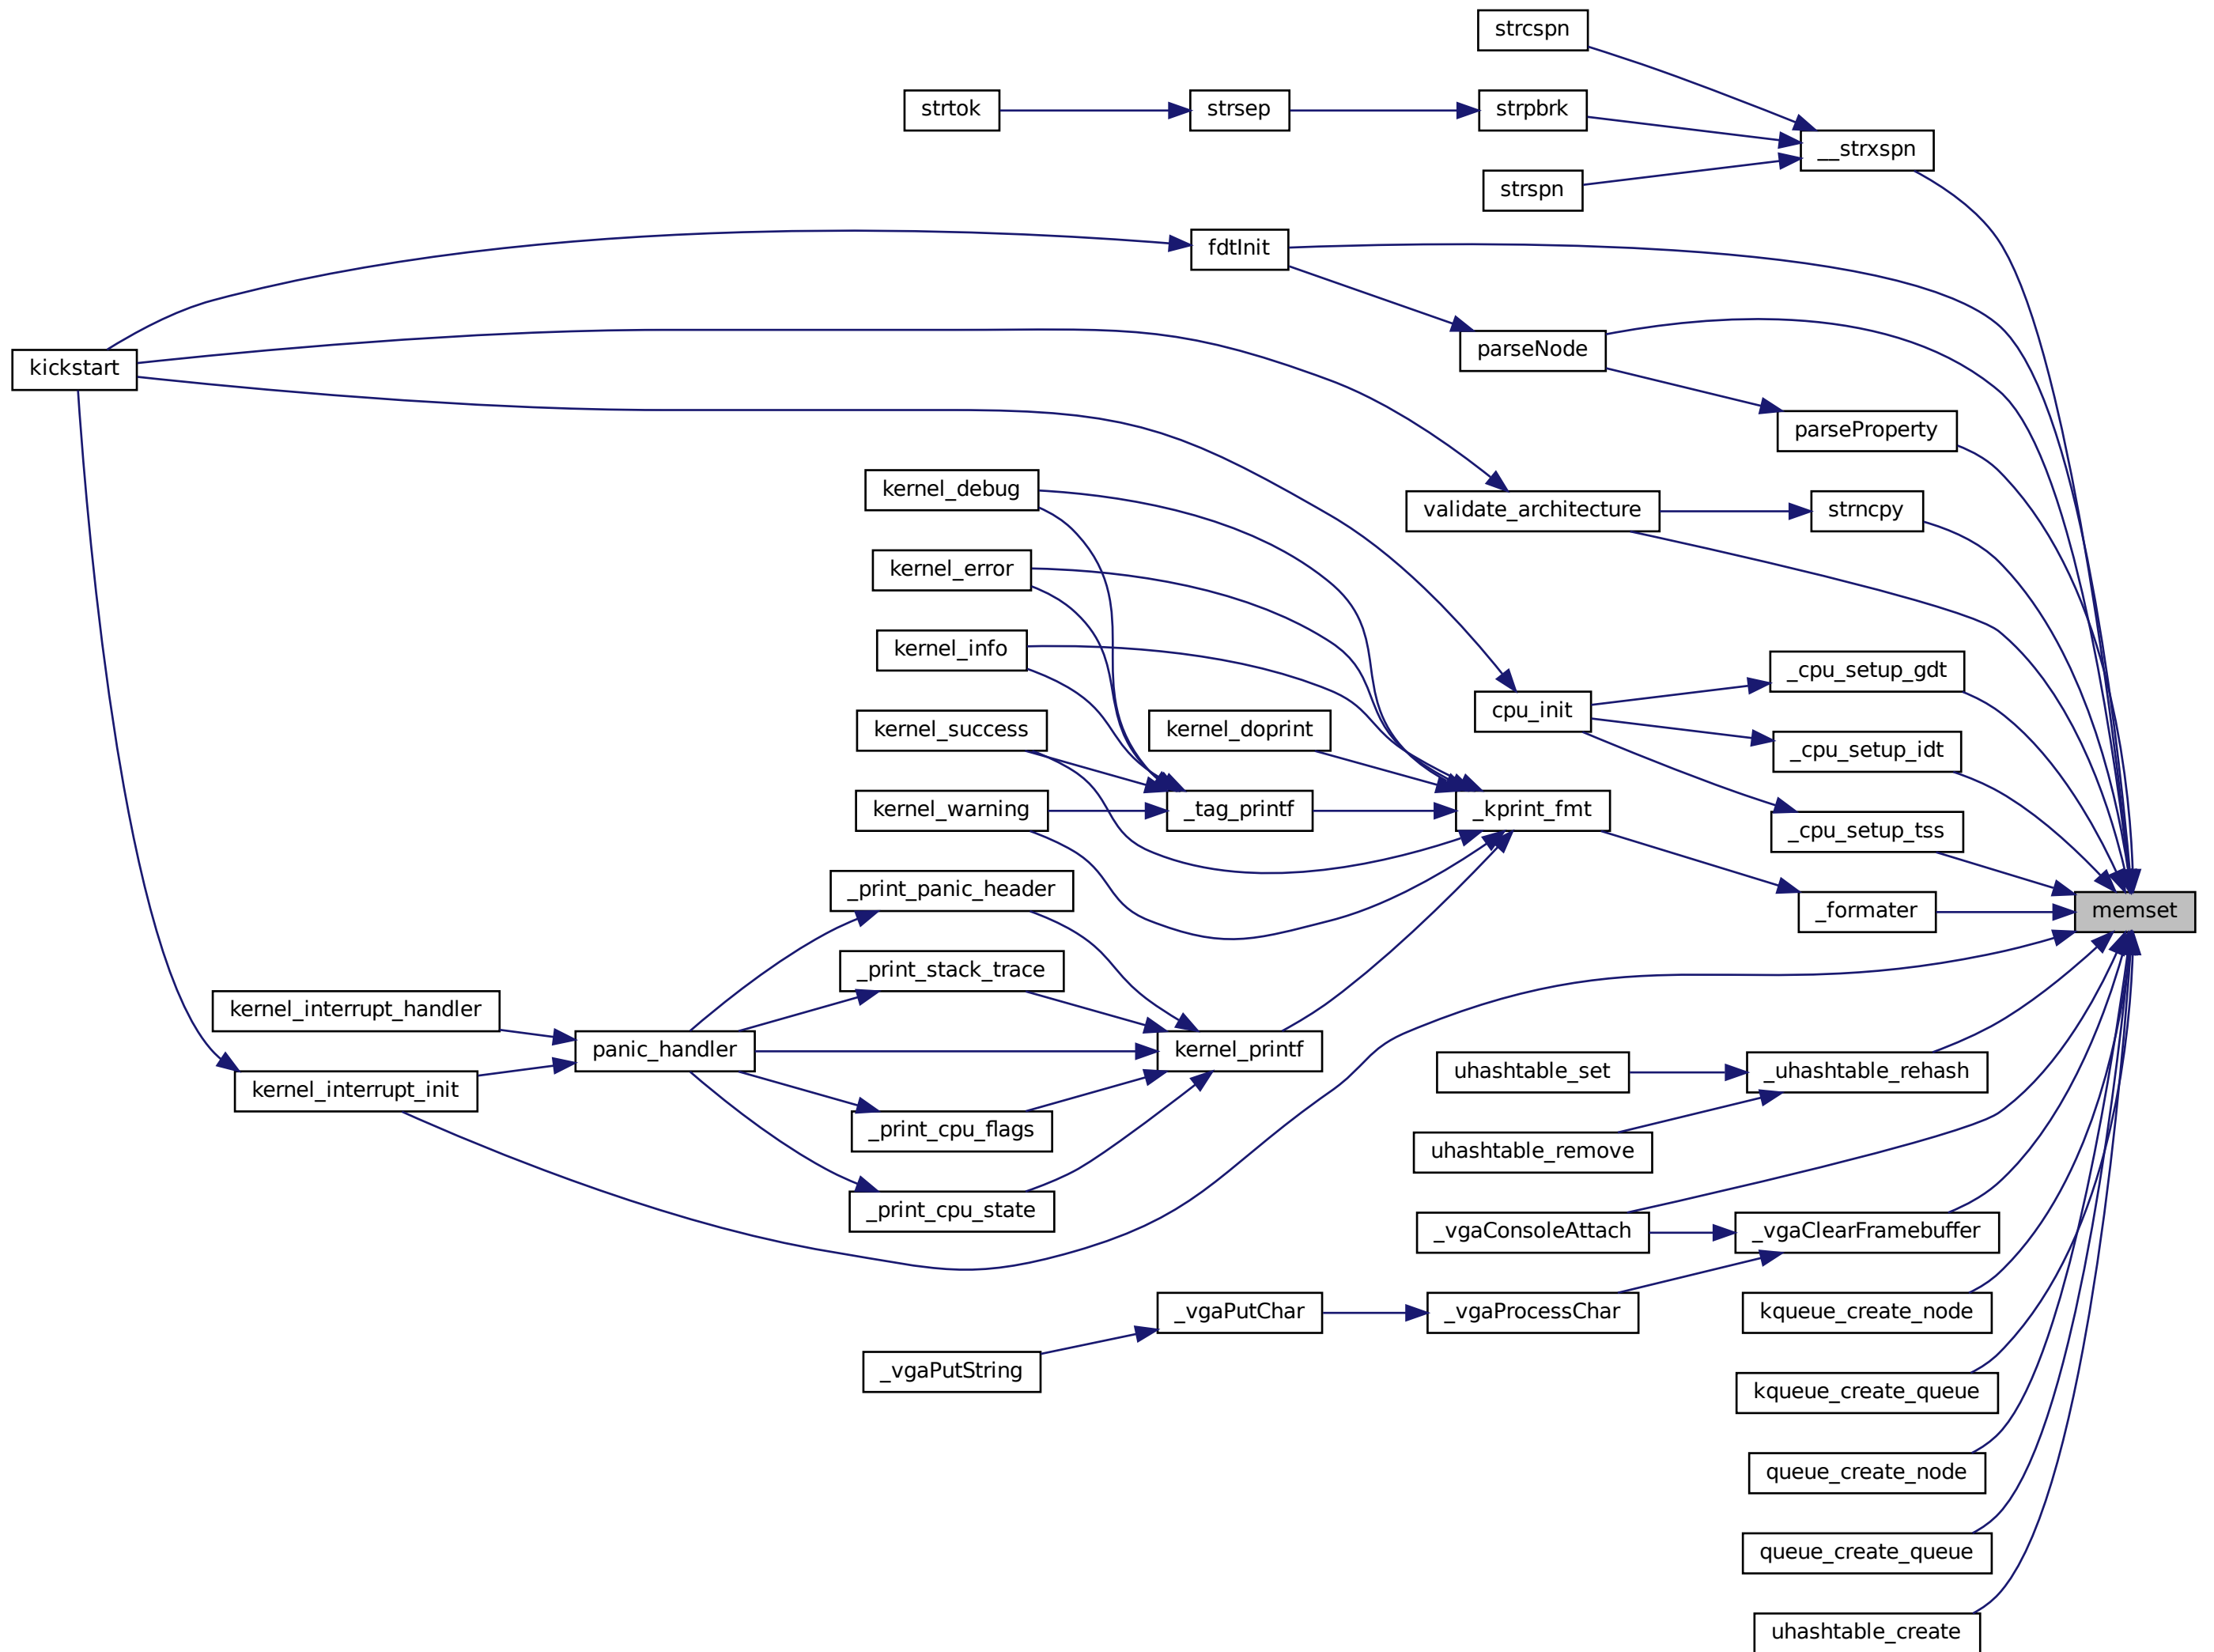 strcspn
strtok
strsep
strpbrk
__strxspn
strspn
fdtInit
kickstart
parseNode
parseProperty
kernel_debug
validate_architecture
strncpy
kernel_error
kernel_info
_cpu_setup_gdt
cpu_init
kernel_success
kernel_doprint
_cpu_setup_idt
kernel_warning
_tag_printf
_kprint_fmt
_cpu_setup_tss
_print_panic_header
_formater
memset
_print_stack_trace
kernel_interrupt_handler
panic_handler
kernel_printf
uhashtable_set
_uhashtable_rehash
kernel_interrupt_init
_print_cpu_flags
uhashtable_remove
_print_cpu_state
_vgaConsoleAttach
_vgaClearFramebuffer
_vgaPutChar
_vgaProcessChar
kqueue_create_node
_vgaPutString
kqueue_create_queue
queue_create_node
queue_create_queue
uhashtable_create